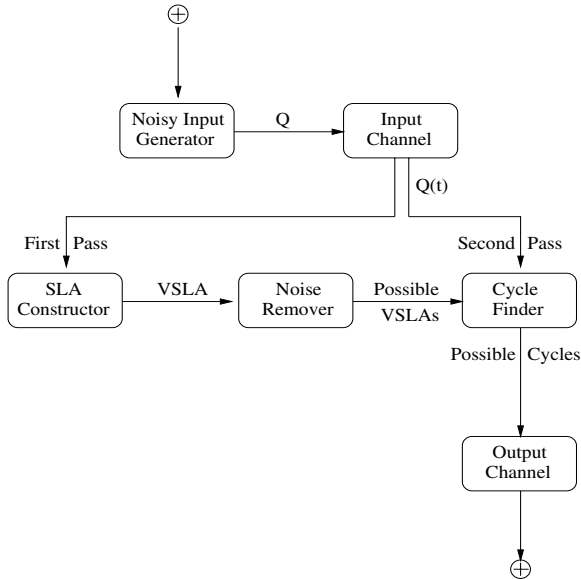 Noisy Input
Generator
Q
Input
Channel
Q(t)
First Pass
Second Pass
SLA
Constructor
VSLA
Noise
Remover
Possible
VSLAs
Cycle
Finder
Possible Cycles
Output
Channel